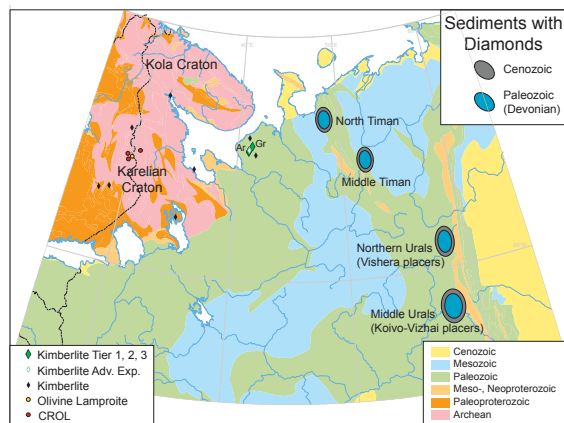 Sediments with
Diamonds
Cenozoic
Paleozoic
(Devonian)
Kola Craton
40°E
North Timan
Ar
Gr
Middle Timan
Karelian
Craton
Northern Urals
(Vishera placers)
Middle Urals
(Koivo-Vizhai placers)
Kimberlite Tier 1, 2, 3
Kimberlite Adv. Exp.
Kimberlite
Olivine Lamproite
CROL
Cenozoic
Mesozoic
Paleozoic
Meso-, Neoproterozoic
Paleoproterozoic
Archean